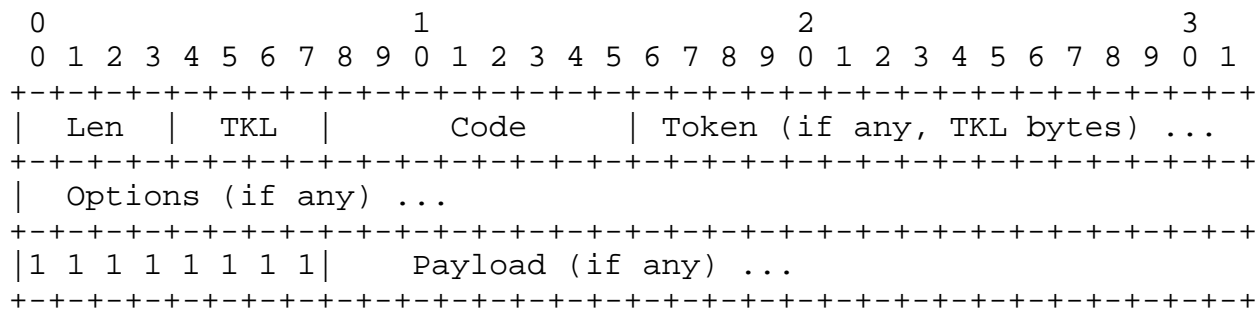 0                   1                   2                   3
 0 1 2 3 4 5 6 7 8 9 0 1 2 3 4 5 6 7 8 9 0 1 2 3 4 5 6 7 8 9 0 1
+-+-+-+-+-+-+-+-+-+-+-+-+-+-+-+-+-+-+-+-+-+-+-+-+-+-+-+-+-+-+-+-+
|  Len  |  TKL  |      Code     | Token (if any, TKL bytes) ...
+-+-+-+-+-+-+-+-+-+-+-+-+-+-+-+-+-+-+-+-+-+-+-+-+-+-+-+-+-+-+-+-+
|  Options (if any) ...
+-+-+-+-+-+-+-+-+-+-+-+-+-+-+-+-+-+-+-+-+-+-+-+-+-+-+-+-+-+-+-+-+
|1 1 1 1 1 1 1 1|    Payload (if any) ...
+-+-+-+-+-+-+-+-+-+-+-+-+-+-+-+-+-+-+-+-+-+-+-+-+-+-+-+-+-+-+-+-+